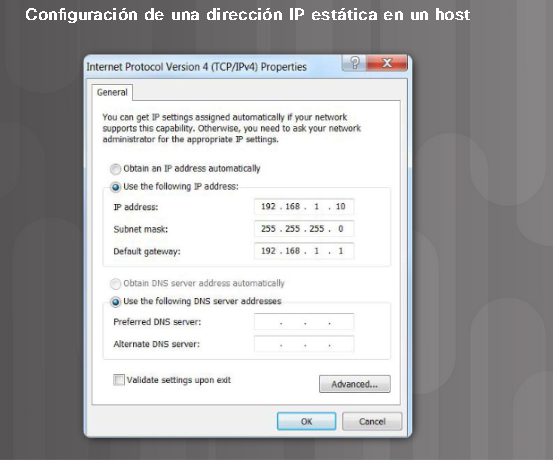 Configuración de una dirección IP estática en un host
Internet Protocol Version 4 (TCP/IPv4) Properties
General
You can get IP settings assigned automatically if your network
supports this capability. Otherwise, you need to ask your network
administrator for the appropriate IP settings.
Obtain an IP address automatically
Use the following IP address:
IP address: 192 . 168 . 1 . 10
Subnet mask: 255 . 255 . 255 . 0
Default gateway: 192 . 168 . 1 . 1
Obtain DNS server address automatically
Use the following DNS server addresses
Preferred DNS server: . . .
Alternate DNS server: . . .
Validate settings upon exit
Advanced...
OK Cancel